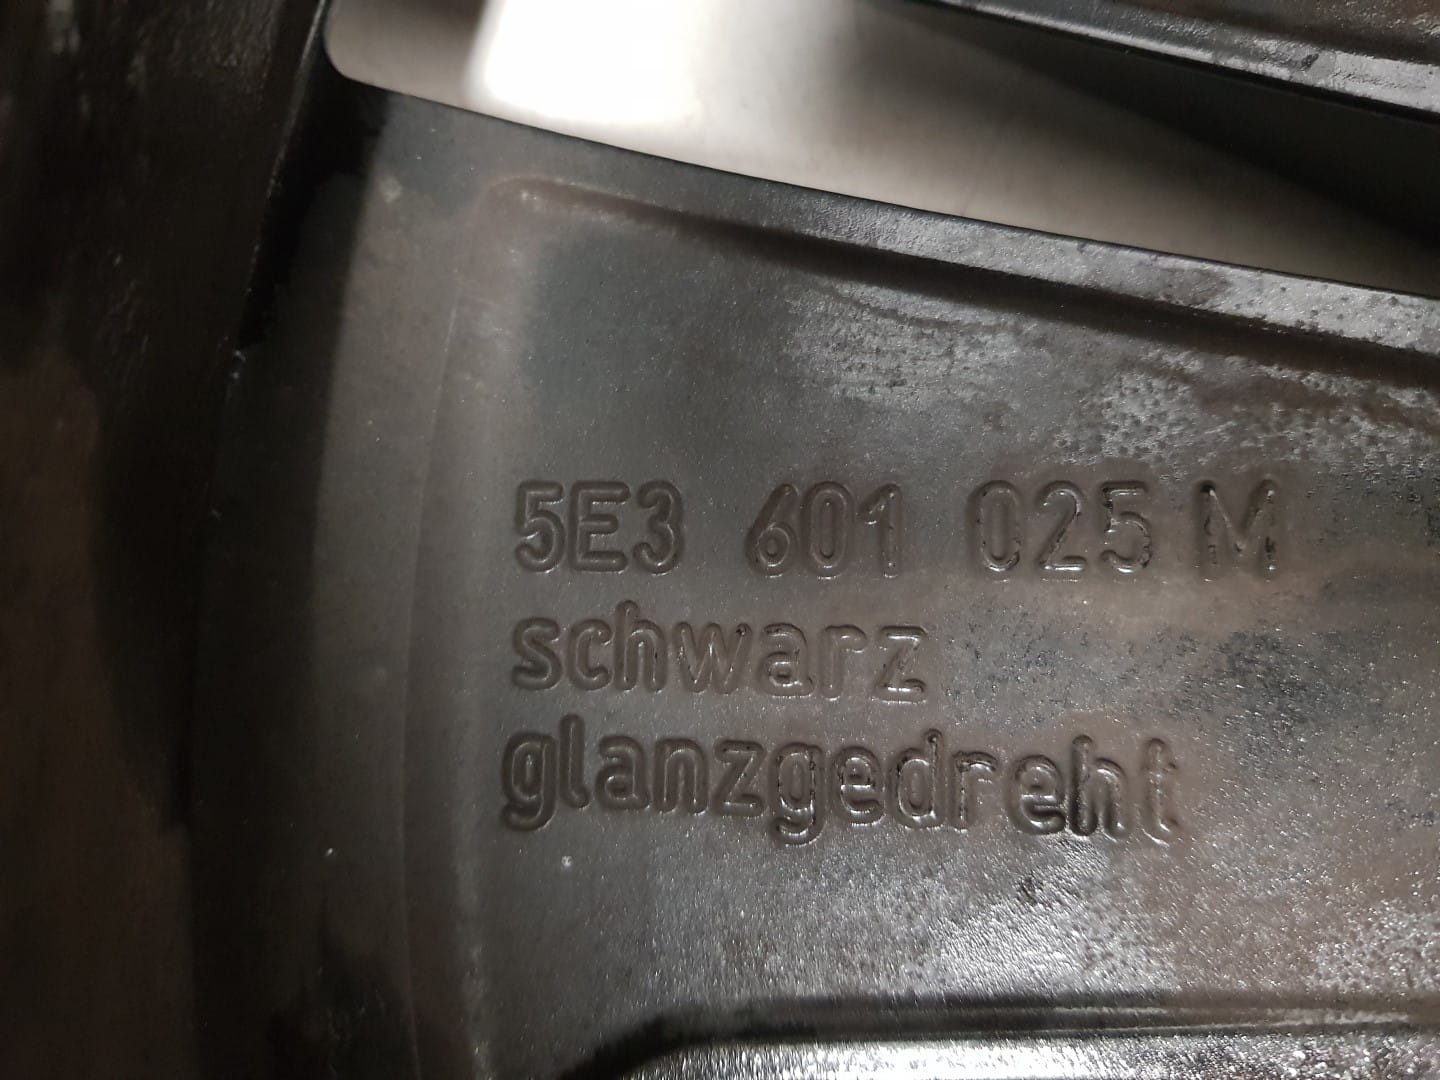 5E3 601 025 M
schwarz
glanzgedreht